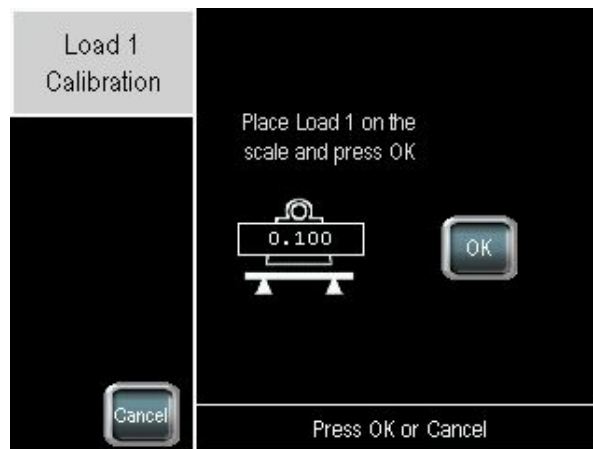 Load 1
Calibration
Place Load 1 on the
scale and press OK
0.100
OK
Cancel
Press OK or Cancel